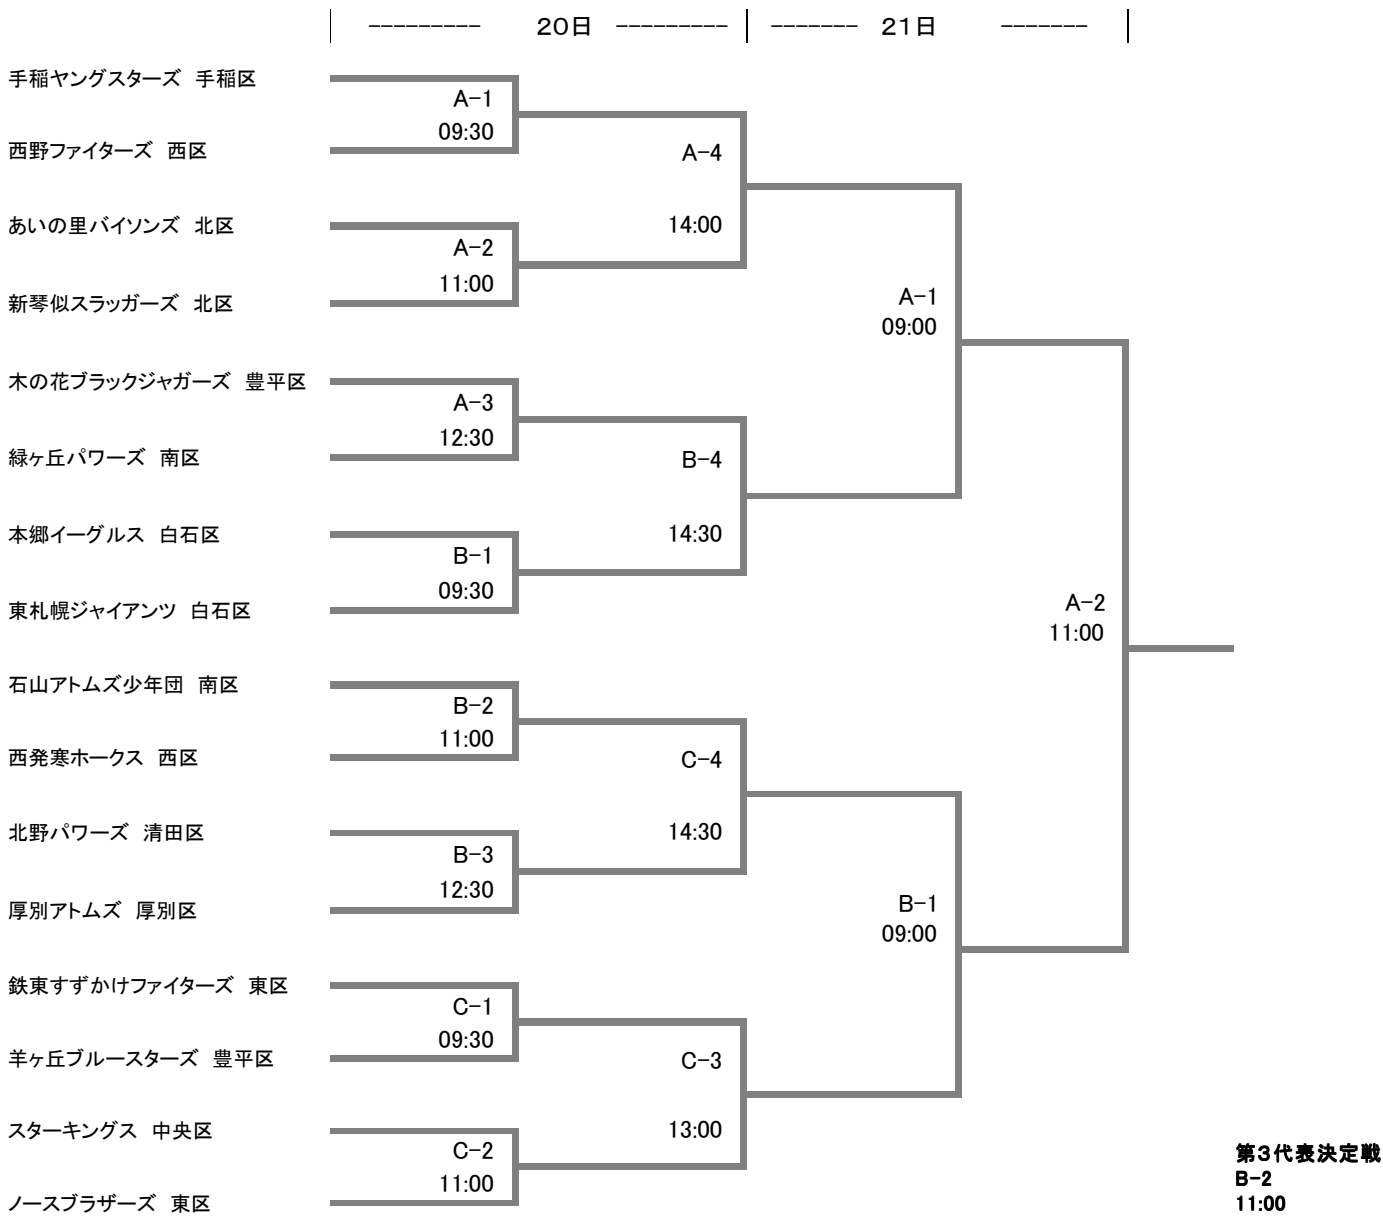 --------- 20日 --------- ------- 21日 -------
手稲ヤングスターズ 手稲区
A-1
09:30
西野ファイターズ 西区
A-4
あいの里バイソンズ 北区
14:00
A-2
11:00
新琴似スラッガーズ 北区
A-1
09:00
木の花ブラックジャガーズ 豊平区
A-3
12:30
緑ヶ丘パワーズ 南区
B-4
本郷イーグルス 白石区
14:30
B-1
09:30
東札幌ジャイアンツ 白石区
A-2
11:00
石山アトムズ少年団 南区
B-2
11:00
西発寒ホークス 西区
C-4
北野パワーズ 清田区
14:30
B-3
12:30
厚別アトムズ 厚別区
B-1
09:00
鉄東すずかけファイターズ 東区
C-1
09:30
羊ヶ丘ブルースターズ 豊平区
C-3
スターキングス 中央区
13:00
C-2
11:00
ノースブラザーズ 東区
第3代表決定戦
B-2
11:00